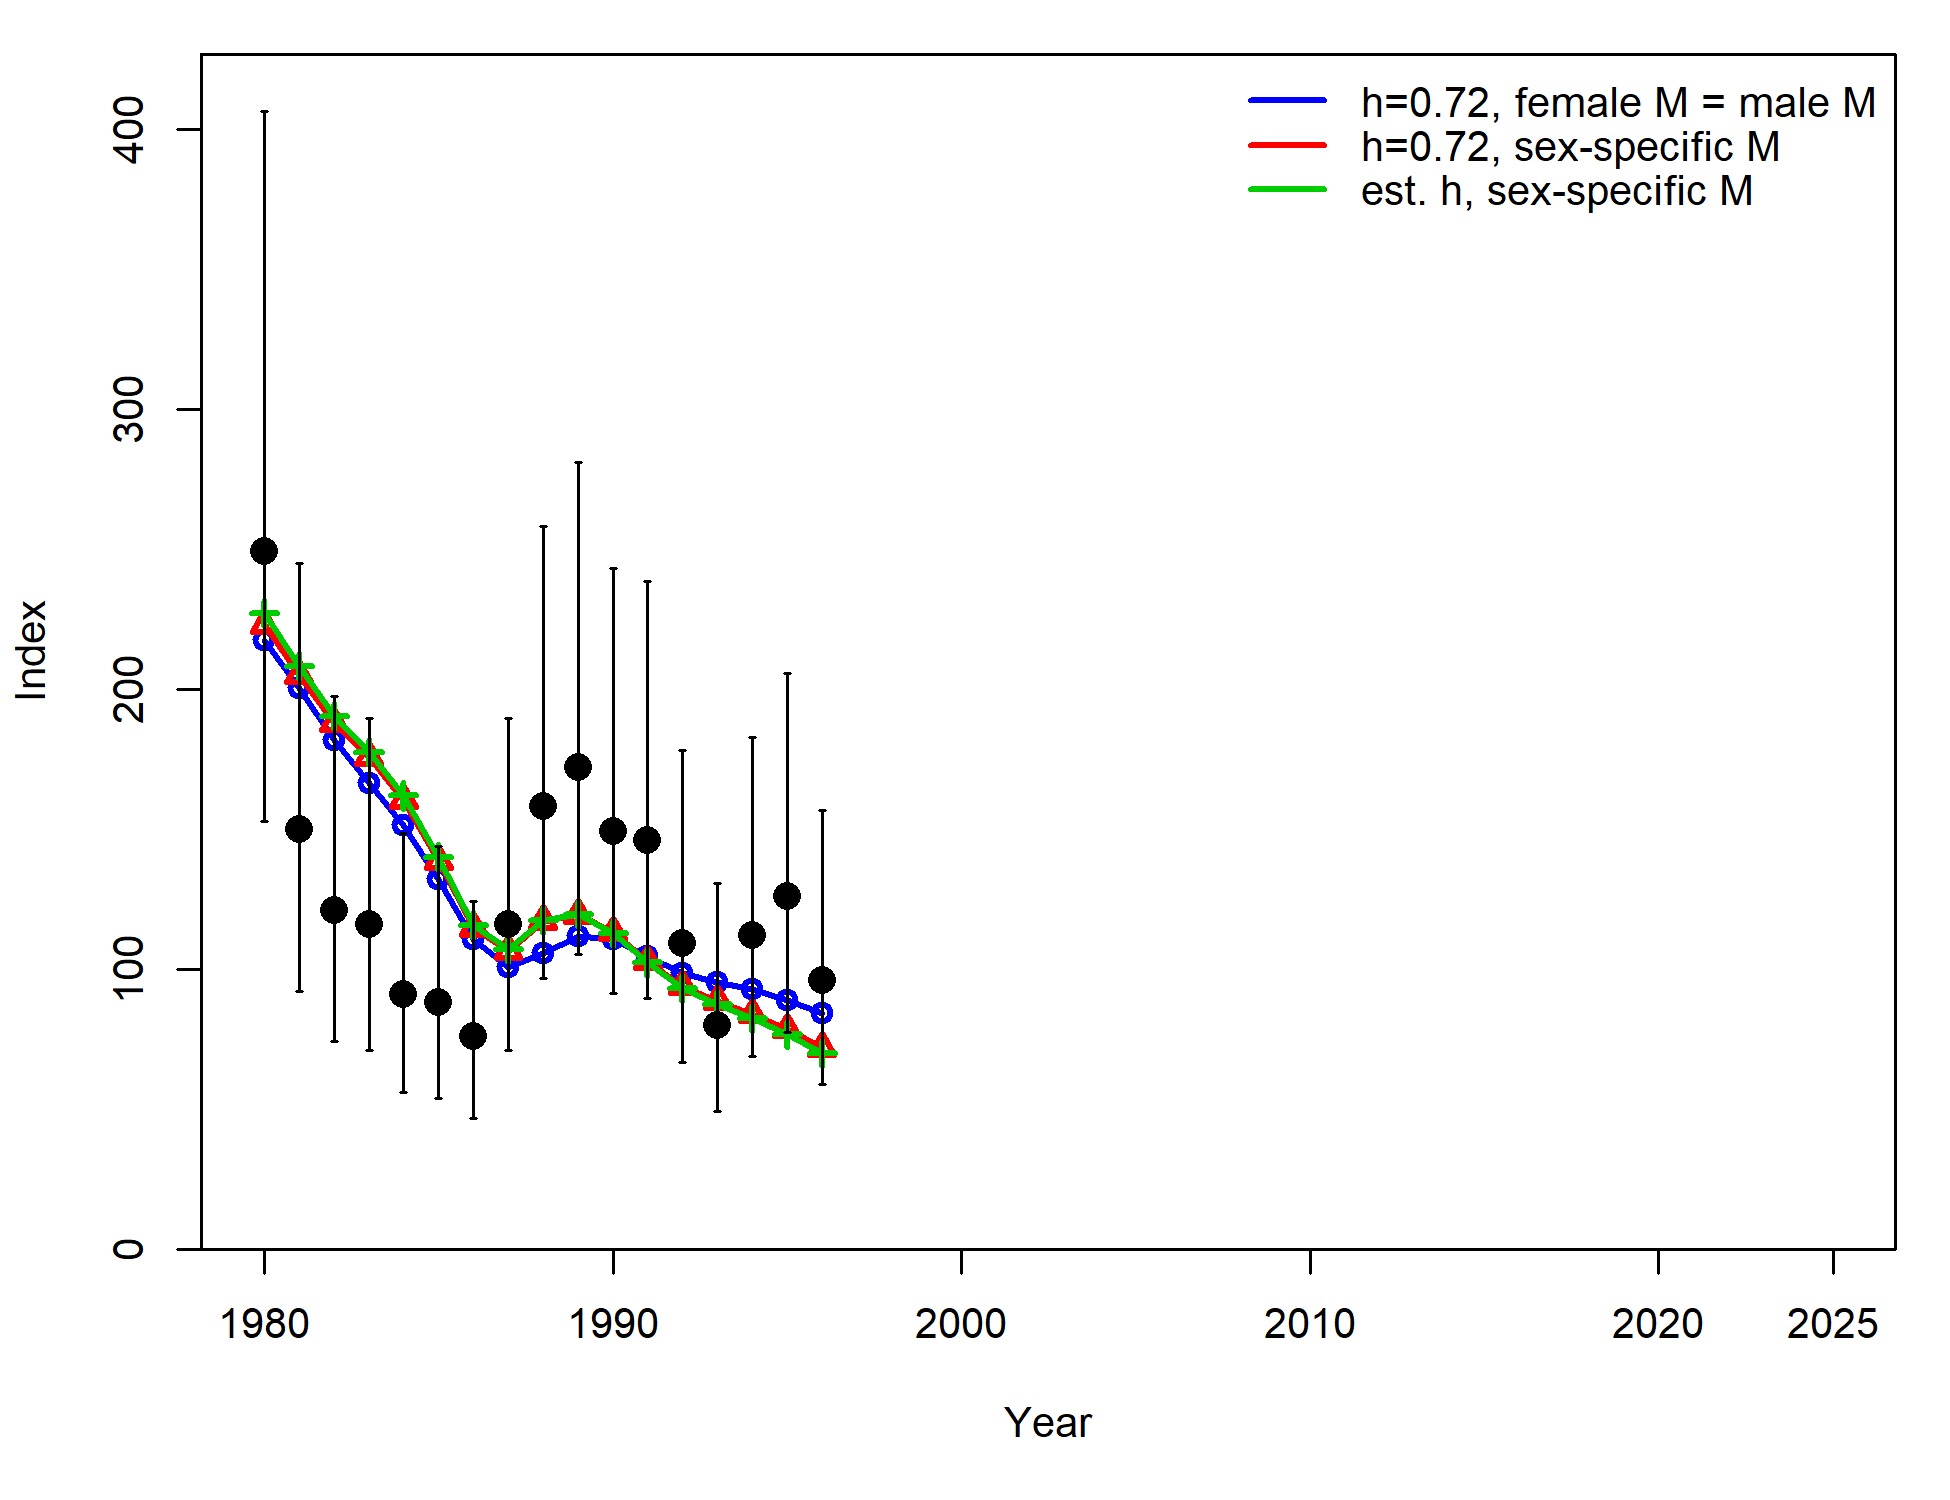 h=0.72, female M = male M
h=0.72, sex-specific M
est. h, sex-specific M
400
300
200
100
0
Index
1980 1990 2000 2010 2020 2025
Year